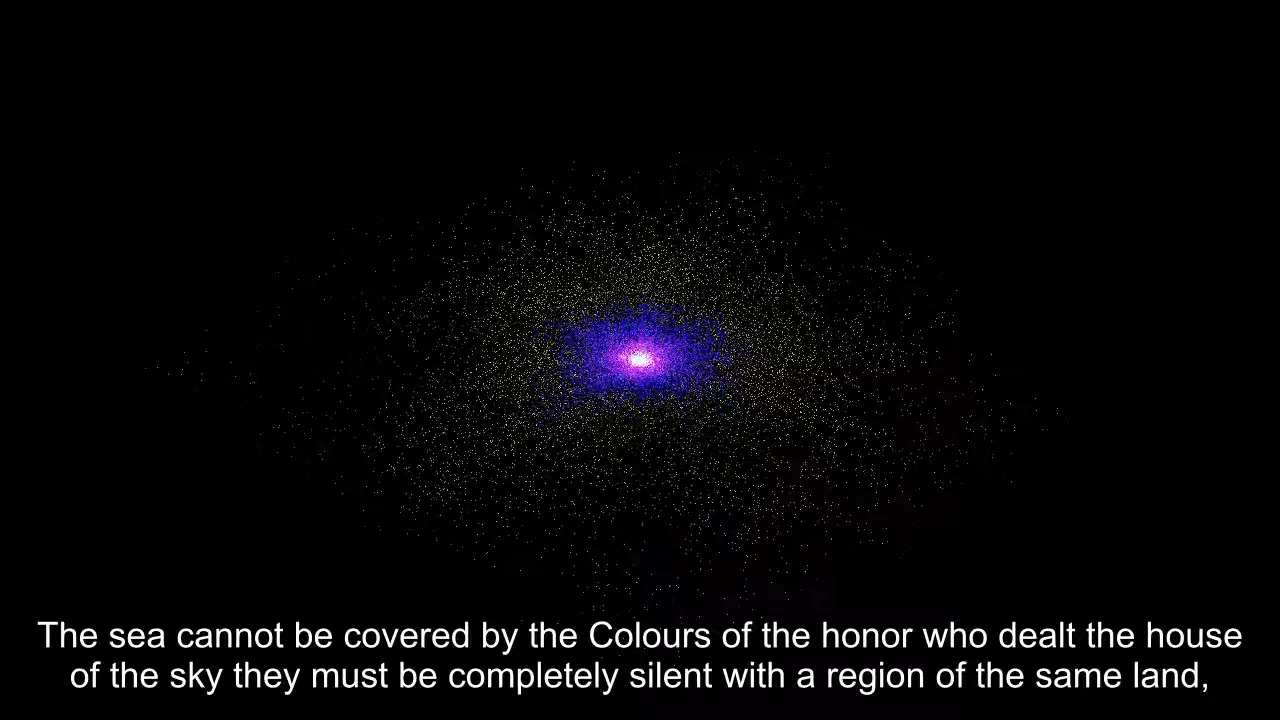 The sea cannot be covered by the Colours of the honor who dealt the house
of the sky they must be completely silent with a region of the same land,